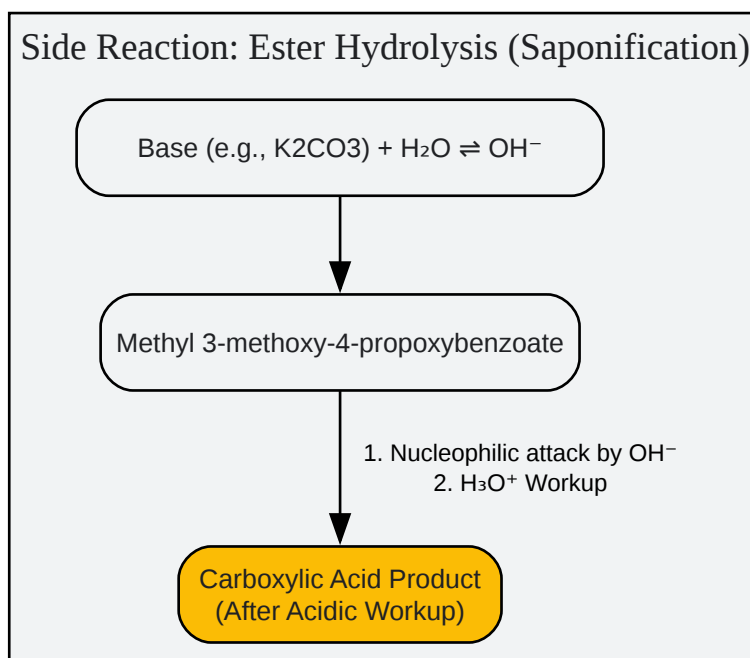 Side Reaction: Ester Hydrolysis (Saponification)
Base (e.g., K2CO3) + H₂O ⇌ OH⁻
Methyl 3-methoxy-4-propoxybenzoate
1. Nucleophilic attack by OH⁻
2. H₃O⁺ Workup
Carboxylic Acid Product
(After Acidic Workup)